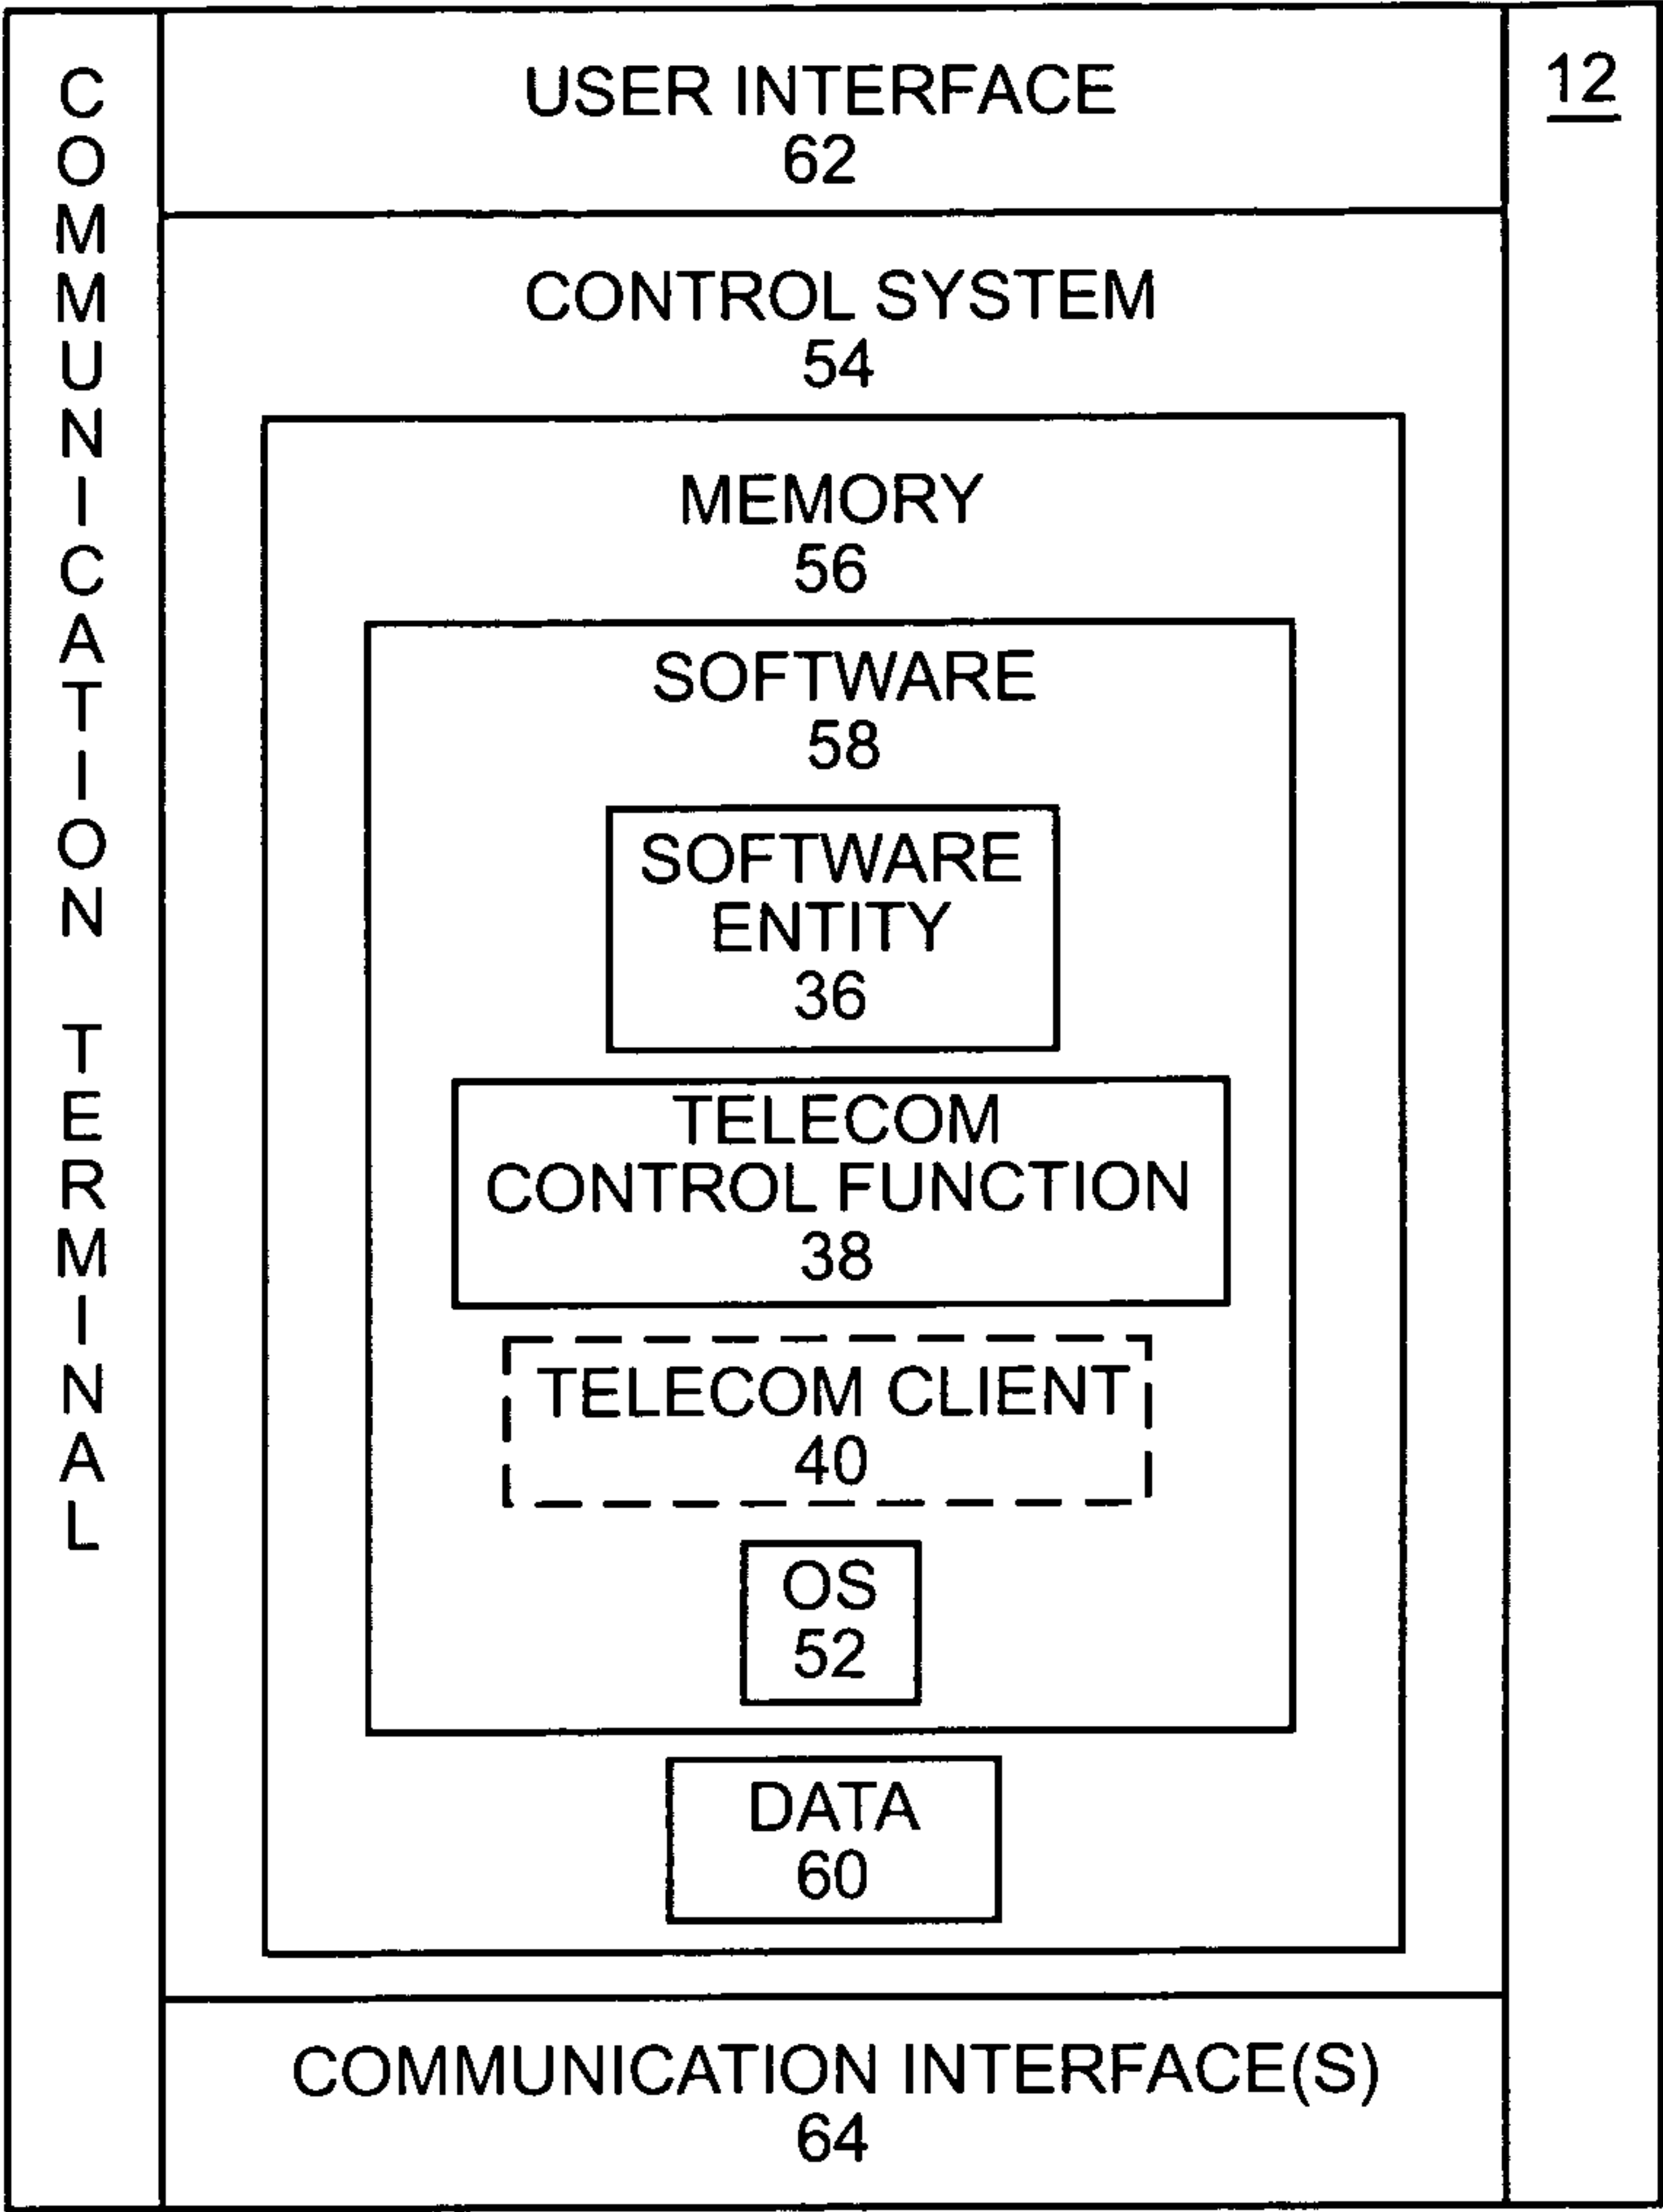 COMMUNICATION TERMINAL
12
USER INTERFACE
62
CONTROL SYSTEM
54
MEMORY
56
SOFTWARE
58
SOFTWARE
ENTITY
36
TELECOM
CONTROL FUNCTION
38
TELECOM CLIENT
40
OS
52
DATA
60
COMMUNICATION INTERFACE(S)
64